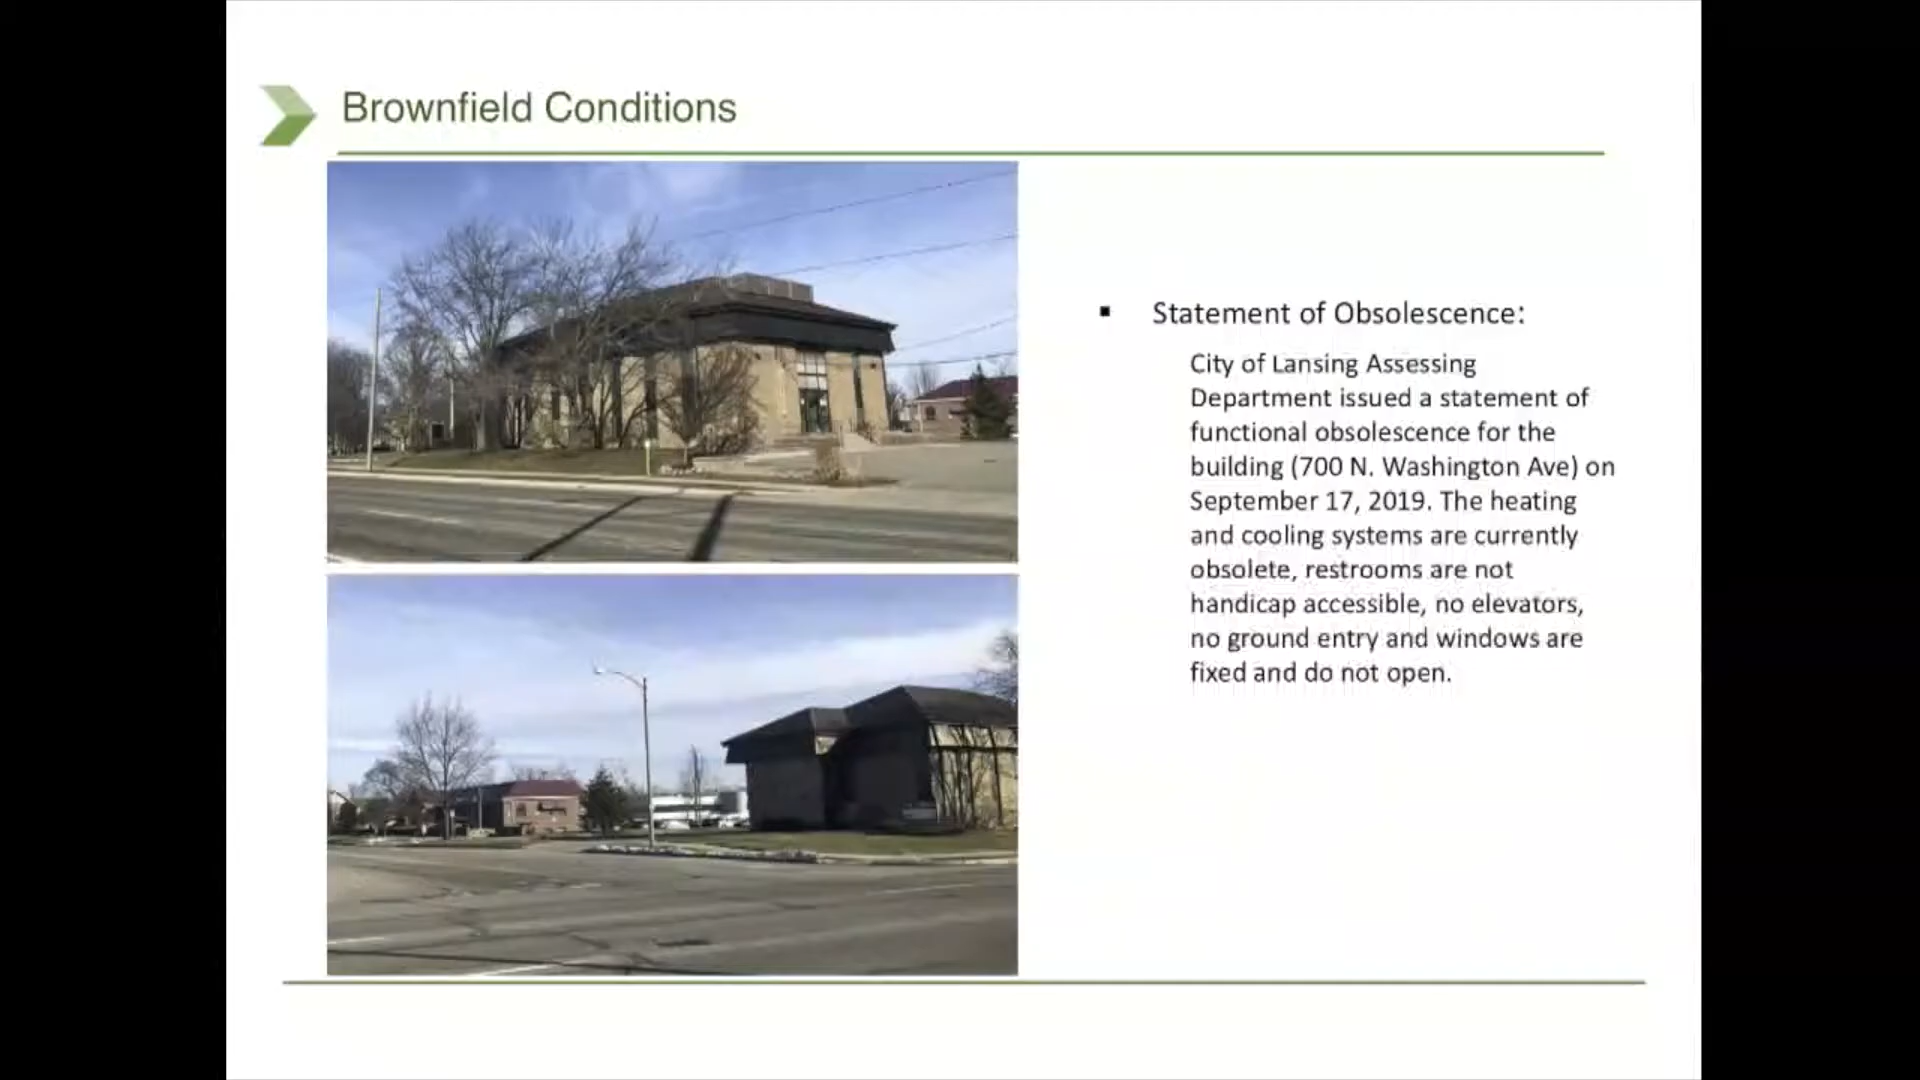 Brownfield Conditions
▪ Statement of Obsolescence:
City of Lansing Assessing
Department issued a statement of
functional obsolescence for the
building (700 N. Washington Ave) on
September 17, 2019. The heating
and cooling systems are currently
obsolete, restrooms are not
handicap accessible, no elevators,
no ground entry and windows are
fixed and do not open.